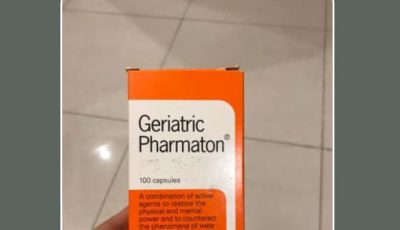 Geriatric
Pharmaton®
100 capsules
A combination of active
agents to restore the
physical and mental
power and to counteract
the phenomena of wear